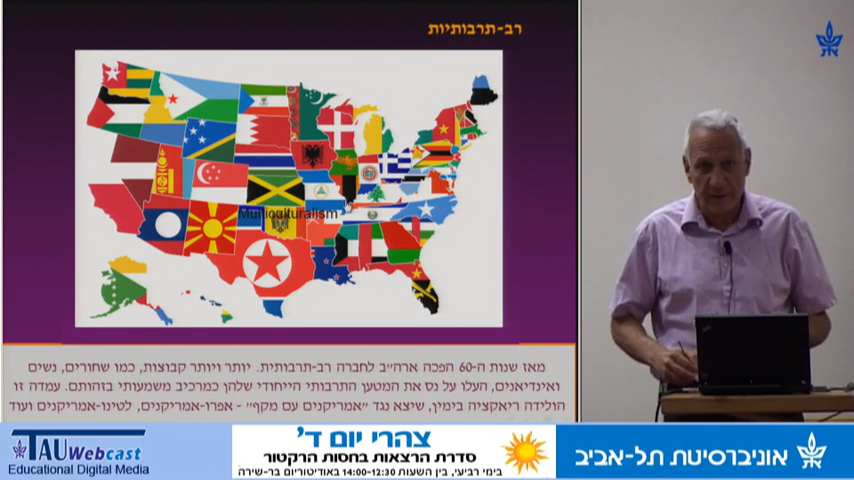 רב-תרבותיות
Multiculturalism
מאז שנות ה-60 הפכה ארה״ב לחברה רב-תרבותית. יותר ויותר קבוצות, כמו שחורים, נשים
ואינדיאנים, העלו על נס את המטען התרבותי הייחודי שלהן כמרכיב משמעותי בזהותם. עמדה זו
הולידה ריאקציה בימין, שיצא נגד ״אמריקנים עם מקף״ - אפרו-אמריקנים, לטינו-אמריקנים ועוד
TAU Webcast
Educational Digital Media
צהרי יום ד'
סדרת הרצאות בחסות הרקטור
בימי רביעי, בין השעות 14:00-12:30 באודיטוריום בר-שירה
אוניברסיטת תל-אביב